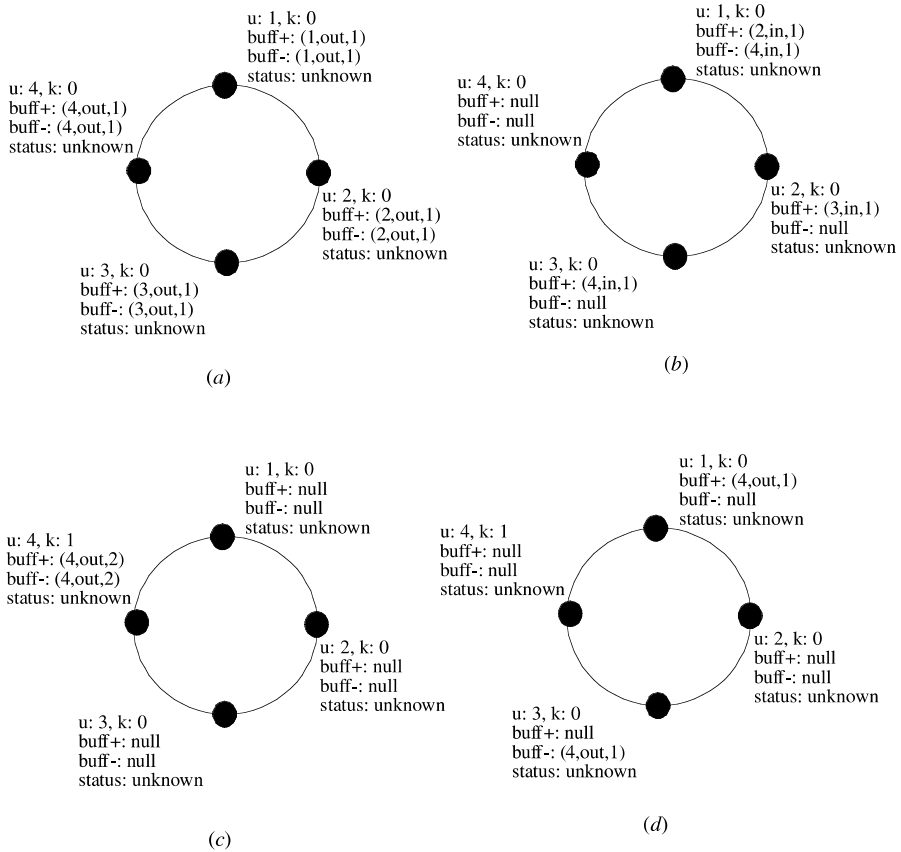 u: 1, k: 0
buff+: (1,out,1)
buff-: (1,out,1)
status: unknown
u: 4, k: 0
buff+: (4,out,1)
buff-: (4,out,1)
status: unknown
u: 2, k: 0
buff+: (2,out,1)
buff-: (2,out,1)
status: unknown
u: 3, k: 0
buff+: (3,out,1)
buff-: (3,out,1)
status: unknown
(a)
u: 1, k: 0
buff+: (2,in,1)
buff-: (4,in,1)
status: unknown
u: 4, k: 0
buff+: null
buff-: null
status: unknown
u: 2, k: 0
buff+: (3,in,1)
buff-: null
status: unknown
u: 3, k: 0
buff+: (4,in,1)
buff-: null
status: unknown
(b)
u: 1, k: 0
buff+: null
buff-: null
status: unknown
u: 4, k: 1
buff+: (4,out,2)
buff-: (4,out,2)
status: unknown
u: 2, k: 0
buff+: null
buff-: null
status: unknown
u: 3, k: 0
buff+: null
buff-: null
status: unknown
(c)
u: 1, k: 0
buff+: (4,out,1)
buff-: null
status: unknown
u: 4, k: 1
buff+: null
buff-: null
status: unknown
u: 2, k: 0
buff+: null
buff-: null
status: unknown
u: 3, k: 0
buff+: null
buff-: (4,out,1)
status: unknown
(d)